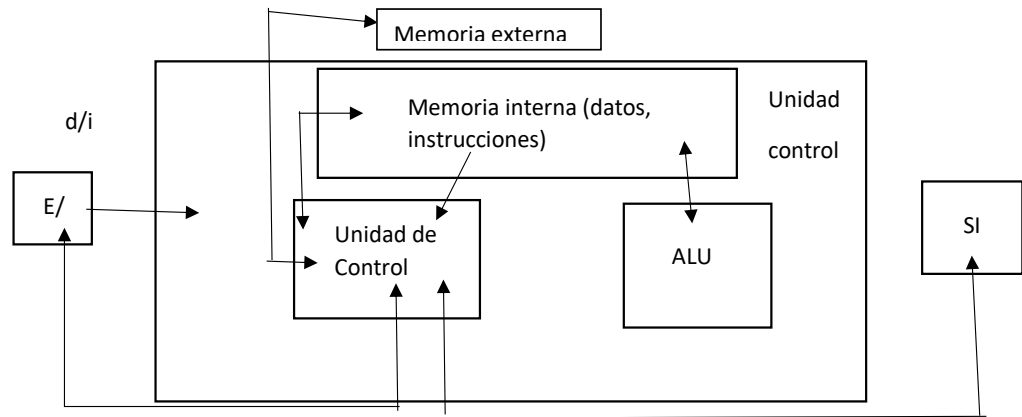 Memoria externa
Memoria interna (datos,
instrucciones)
Unidad
control
d/i
E/
Unidad de
Control
ALU
SI